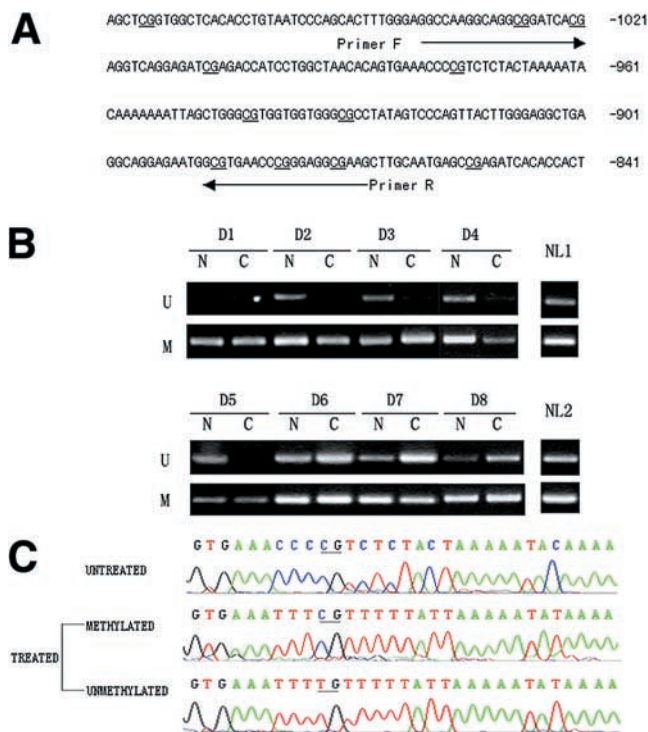 A
AGCTCGGTGGCTCACACCTGTAATCCCAGCACTTTGGGAGGCCAAGGCAGGCGGATCACG -1021
Primer F
AGGTCAGGAGATCGAGACCATCCTGGCTAACACAGTGAAACCCCGTCTCTACTAAAAATA -961
CAAAAAAATTAGCTGGGCGTGGTGGTGGGCGCCTATAGTCCCAGTTACTTGGGAGGCTGA -901
GGCAGGAGAATGGCGTGAACCCGGGAGGCGAAGCTTGCAATGAGCCGAGATCACACCACT -841
Primer R
B
D1 D2 D3 D4 NL1
N C N C N C N C
U
M
D5 D6 D7 D8 NL2
N C N C N C N C
U
M
C
GTGAAACCCCGTCTCTACTAAAAATACAAAA
UNTREATED
GTGAAATTTCGTTTTTATTAAAAATATAAAA
METHYLATED
TREATED
GTGAAATTTTGTTTTTATTAAAAATATAAAA
UNMETHYLATED